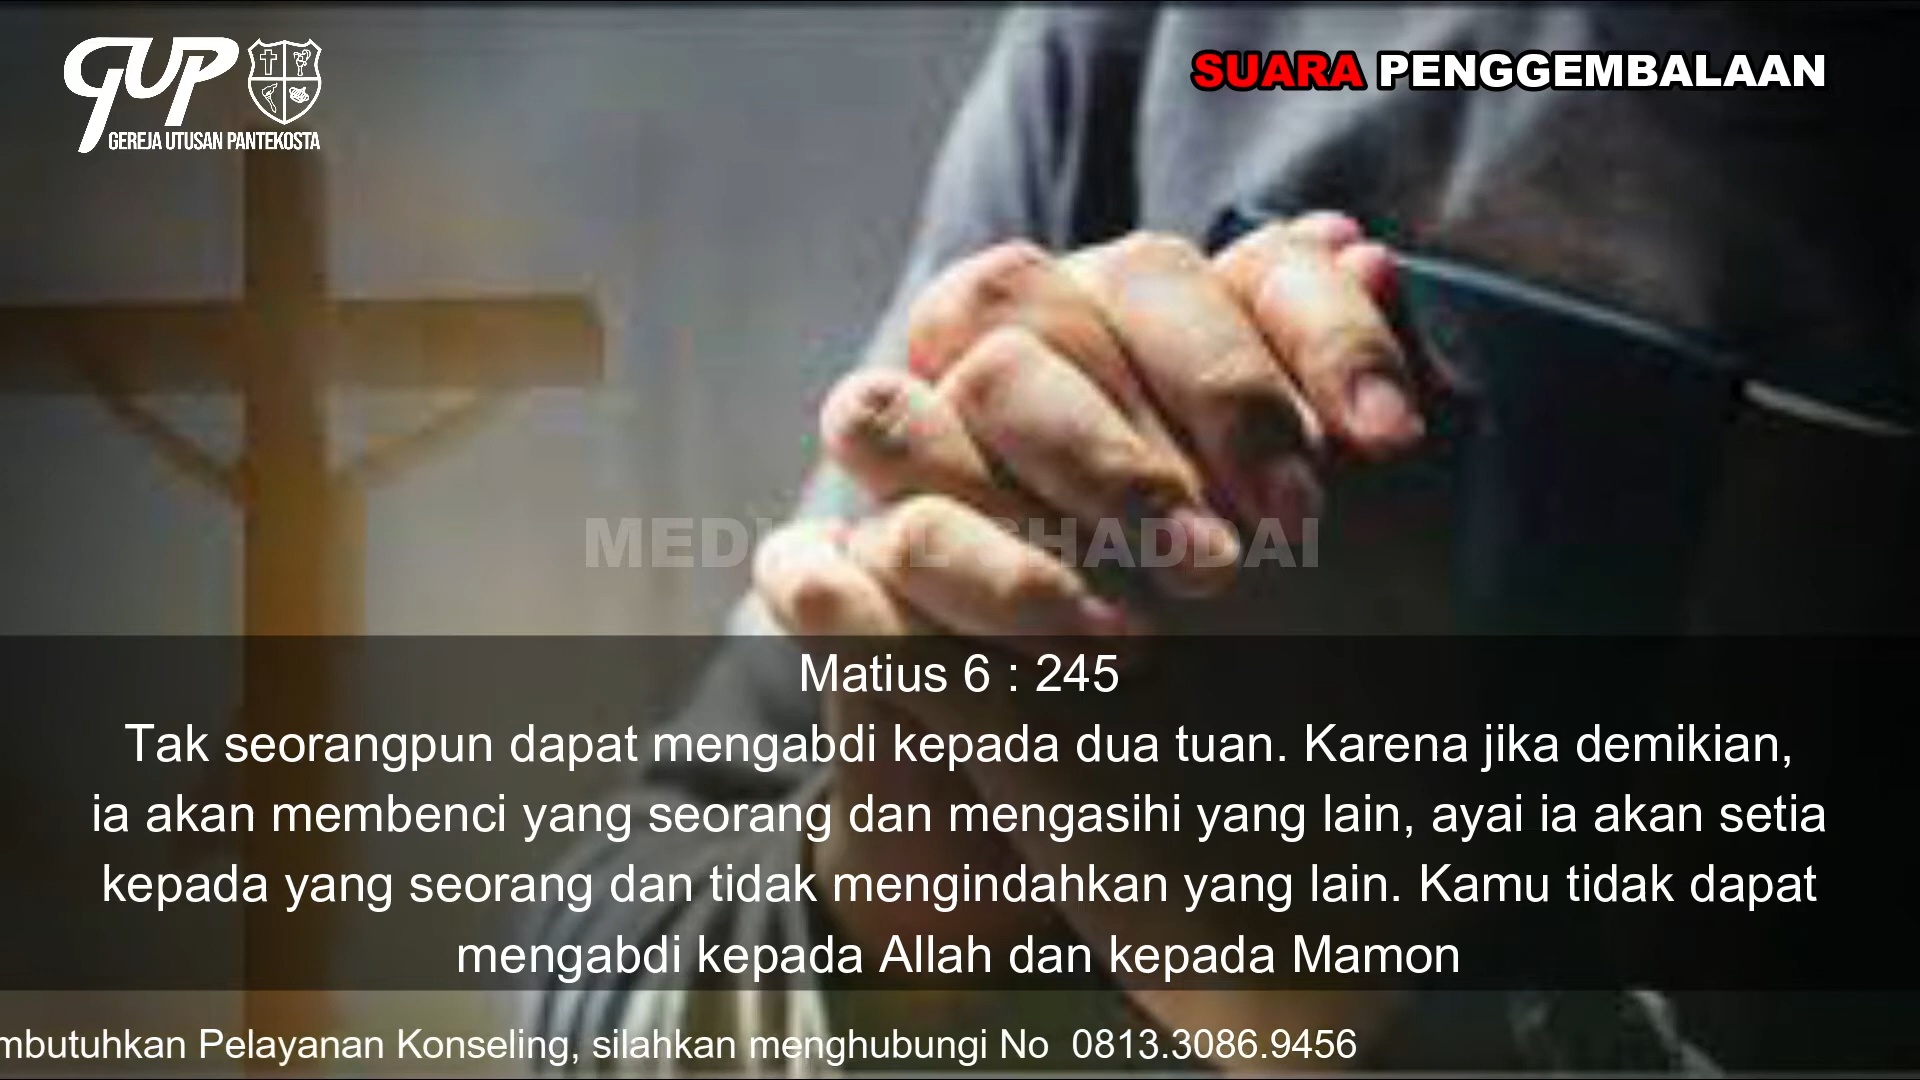 GUP
GEREJA UTUSAN PANTEKOSTA
SUARA PENGGEMBALAAN
MEDIA EL SHADDAI
Matius 6 : 245
Tak seorangpun dapat mengabdi kepada dua tuan. Karena jika demikian,
ia akan membenci yang seorang dan mengasihi yang lain, ayai ia akan setia
kepada yang seorang dan tidak mengindahkan yang lain. Kamu tidak dapat
mengabdi kepada Allah dan kepada Mamon
mbutuhkan Pelayanan Konseling, silahkan menghubungi No 0813.3086.9456